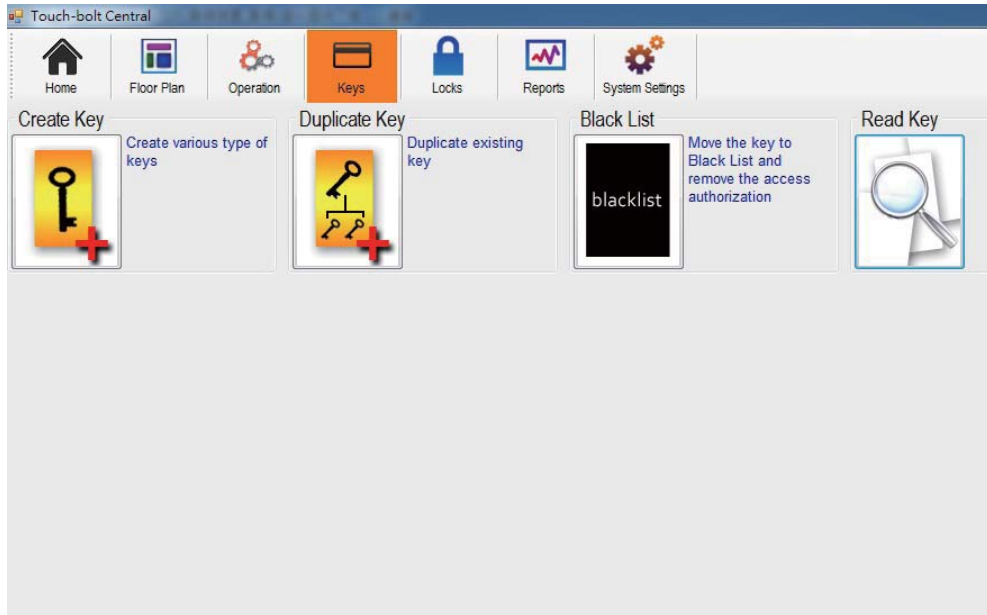 Touch-bolt Central
Home
Floor Plan
Operation
Keys
Locks
Reports
System Settings
Create Key
Create various type of
keys
Duplicate Key
Duplicate existing
key
Black List
blacklist
Move the key to
Black List and
remove the access
authorization
Read Key